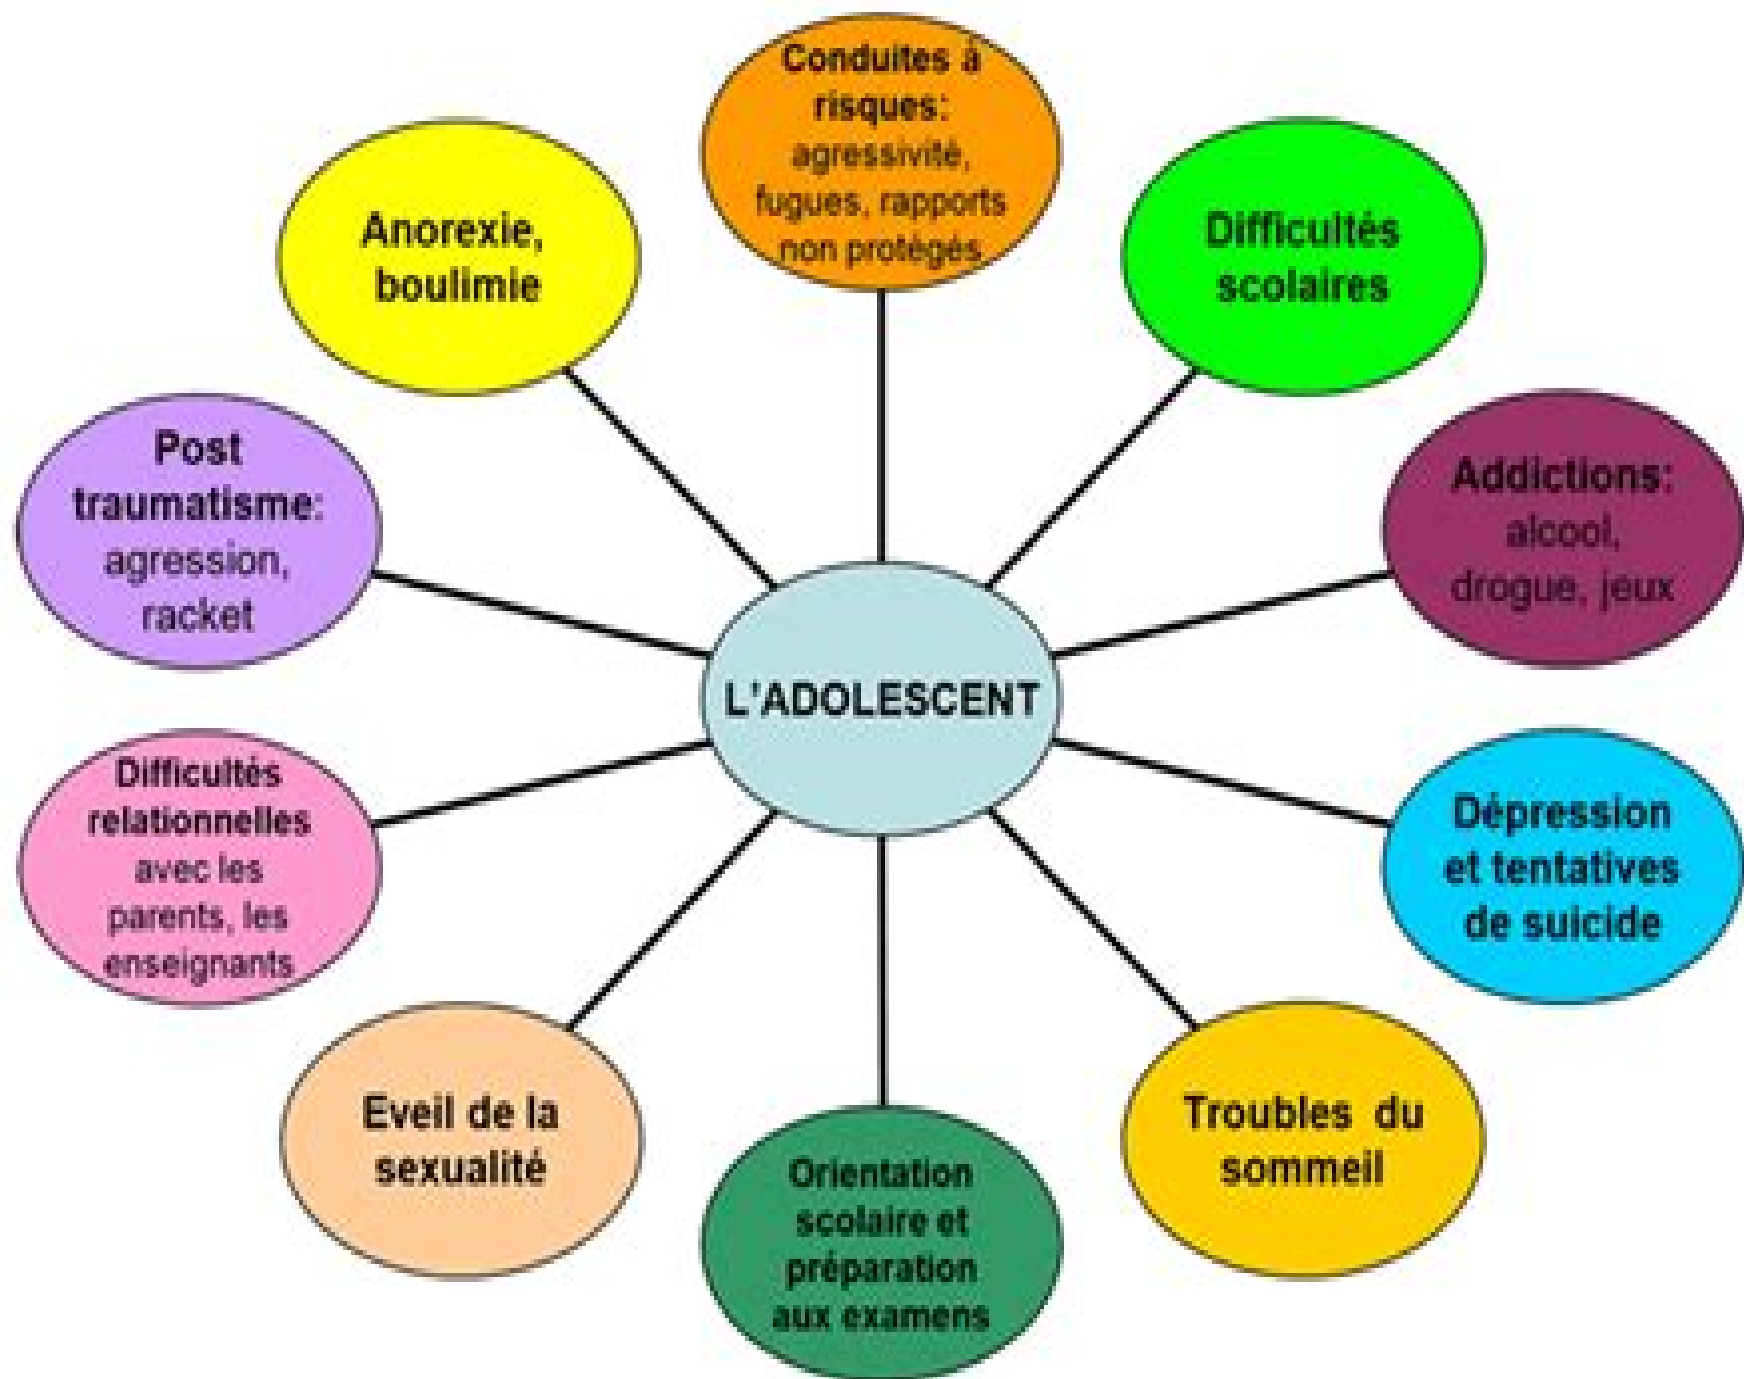 Conduites à
risques:
agressivité,
fugues, rapports
non protégés
Anorexie,
boulimie
Difficultés
scolaires
Post
traumatisme:
agression,
racket
Addictions:
alcool,
drogue, jeux
L'ADOLESCENT
Difficultés
relationnelles
avec les
parents, les
enseignants
Dépression
et tentatives
de suicide
Eveil de la
sexualité
Troubles du
sommeil
Orientation
scolaire et
préparation
aux examens